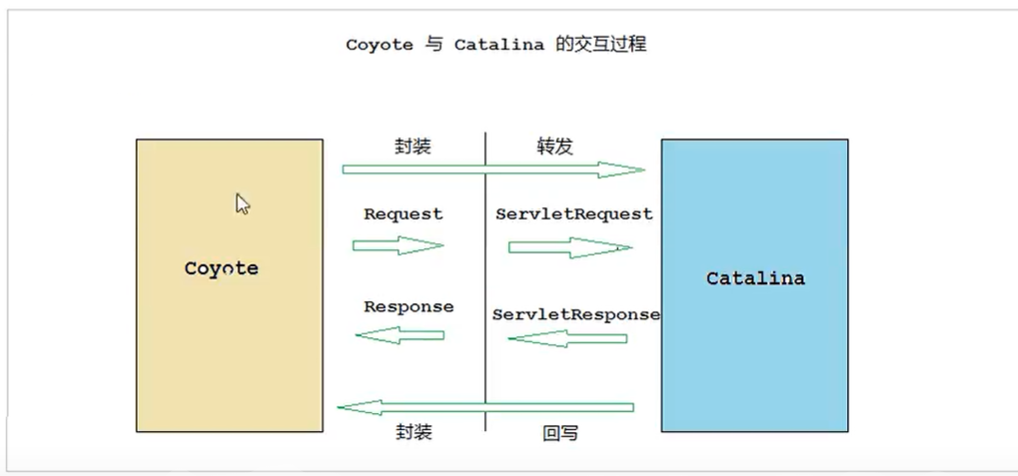 Coyote 与 Catalina 的交互过程
封装
转发
Request
ServletRequest
Coyote
Catalina
Response
ServletResponse
封装
回写